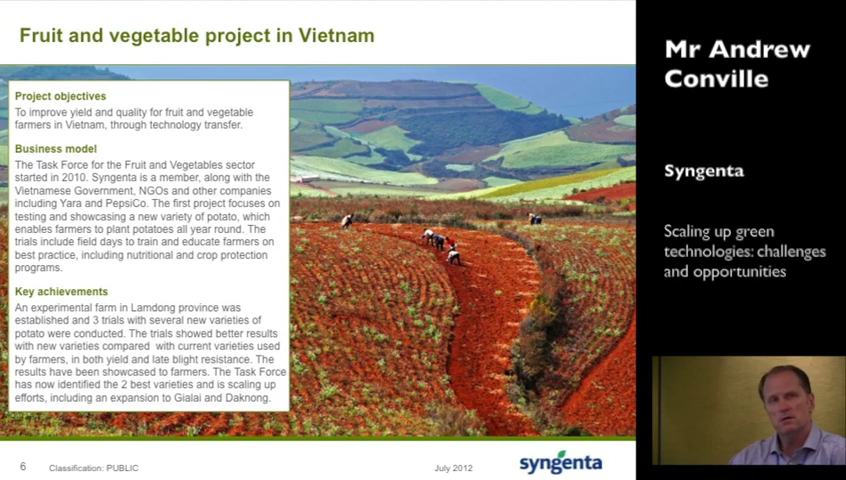 Fruit and vegetable project in Vietnam
Project objectives
To improve yield and quality for fruit and vegetable
farmers in Vietnam, through technology transfer.
Business model
The Task Force for the Fruit and Vegetables sector
started in 2010. Syngenta is a member, along with the
Vietnamese Government, NGOs and other companies
including Yara and PepsiCo. The first project focuses on
testing and showcasing a new variety of potato, which
enables farmers to plant potatoes all year round. The
trials include field days to train and educate farmers on
best practice, including nutritional and crop protection
programs.
Key achievements
An experimental farm in Lamdong province was
established and 3 trials with several new varieties of
potato were conducted. The trials showed better results
with new varieties compared with current varieties used
by farmers, in both yield and late blight resistance. The
results have been showcased to farmers. The Task Force
has now identified the 2 best varieties and is scaling up
efforts, including an expansion to Gialai and Daknong.
6 Classification: PUBLIC July 2012 syngenta
Mr Andrew
Conville
Syngenta
Scaling up green
technologies: challenges
and opportunities